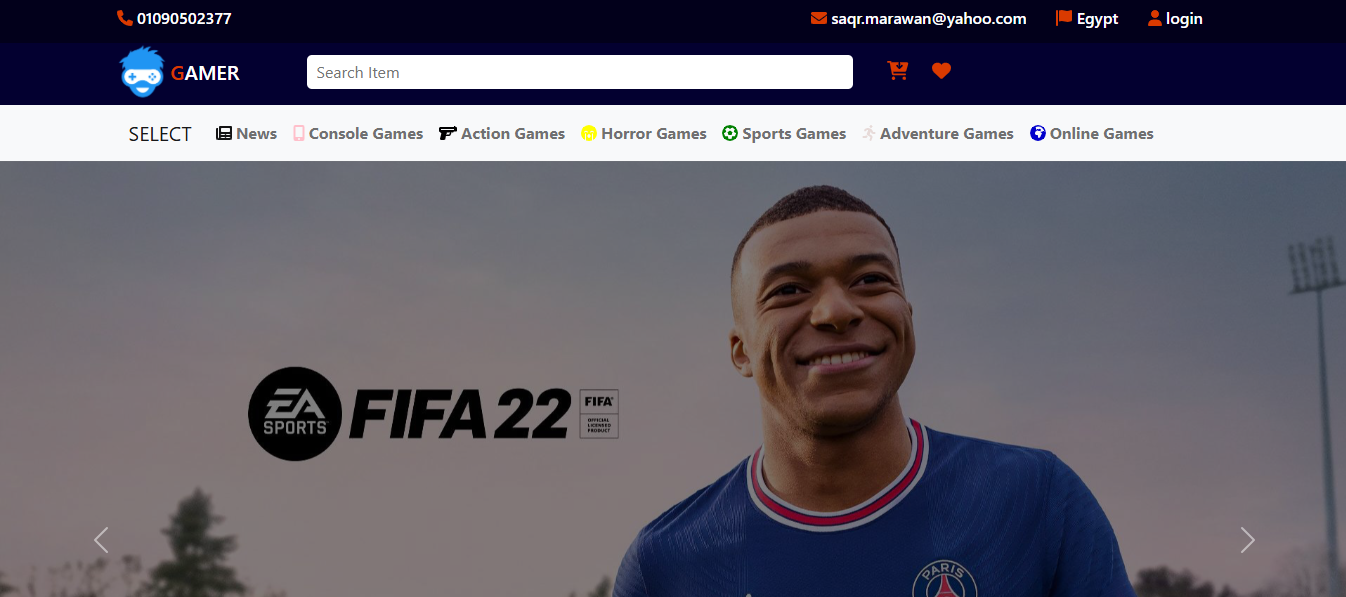 01090502377 saqr.marawan@yahoo.com Egypt login
GAMER Search Item
SELECT News Console Games Action Games Horror Games Sports Games Adventure Games Online Games
EA SPORTS FIFA 22 FIFA OFFICIAL LICENSED PRODUCT
PARIS